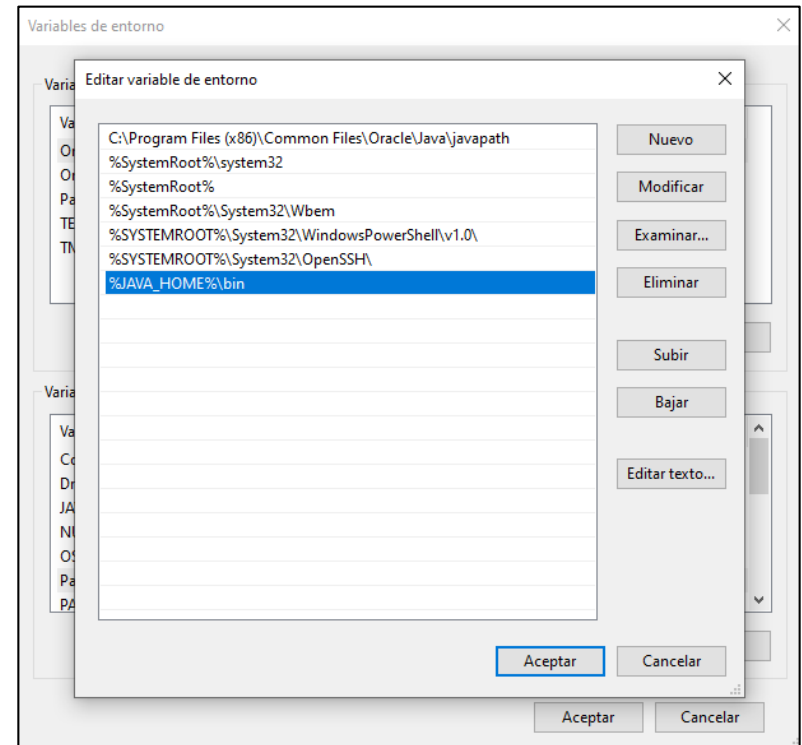 Variables de entorno
Editar variable de entorno
C:\Program Files (x86)\Common Files\Oracle\Java\javapath
%SystemRoot%\system32
%SystemRoot%
%SystemRoot%\System32\Wbem
%SYSTEMROOT%\System32\WindowsPowerShell\v1.0\
%SYSTEMROOT%\System32\OpenSSH\
%JAVA_HOME%\bin
Nuevo
Modificar
Examinar...
Eliminar
Subir
Bajar
Editar texto...
Aceptar
Cancelar
Aceptar
Cancelar